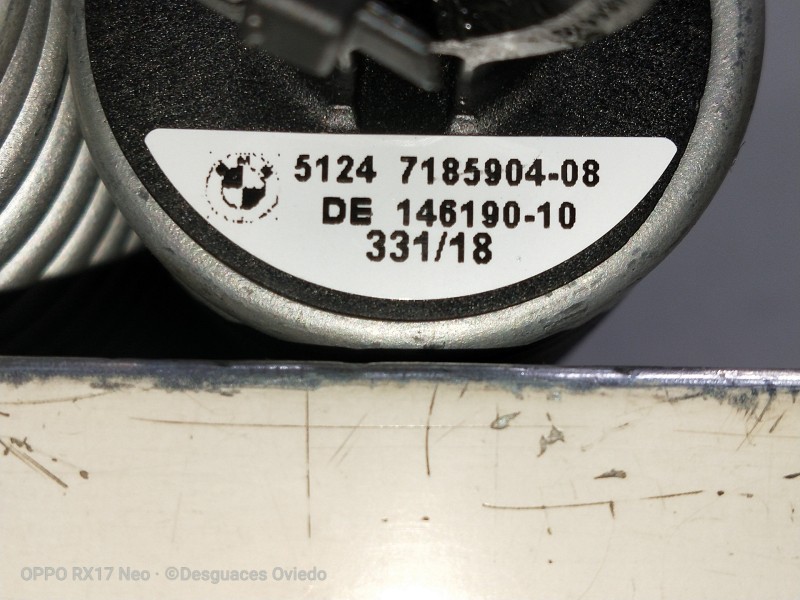 5124 7185904-08
DE 146190-10
331/18
OPPO RX17 Neo · ©Desguaces Oviedo